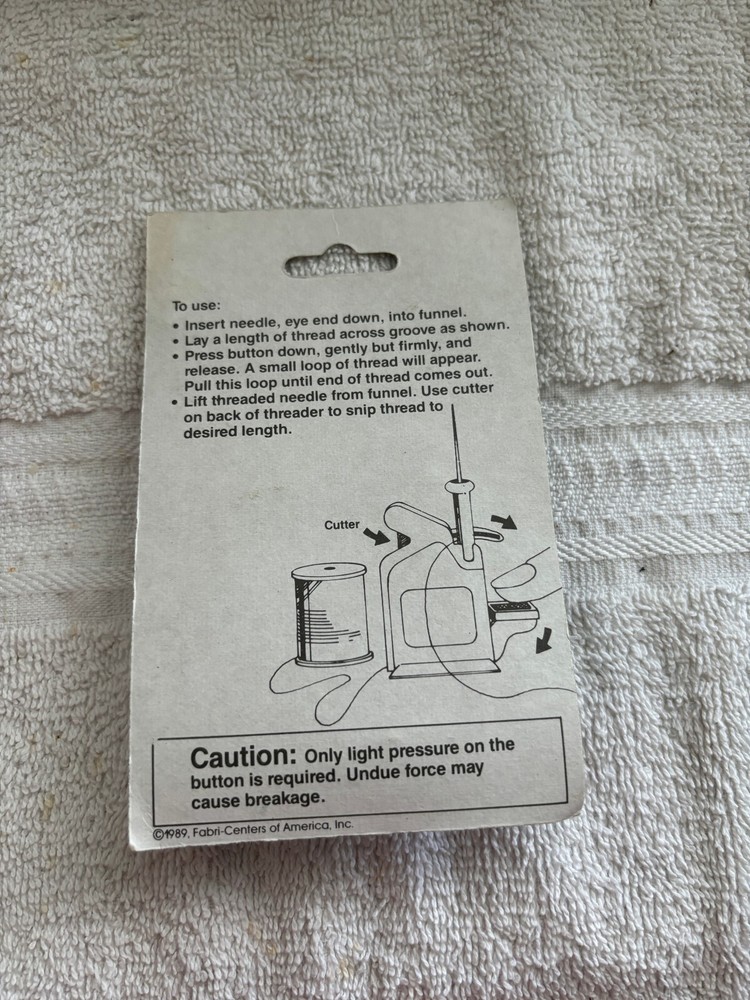 To use:
• Insert needle, eye end down, into funnel.
• Lay a length of thread across groove as shown.
• Press button down, gently but firmly, and
release. A small loop of thread will appear.
Pull this loop until end of thread comes out.
• Lift threaded needle from funnel. Use cutter
on back of threader to snip thread to
desired length.
Cutter
Caution: Only light pressure on the
button is required. Undue force may
cause breakage.
©1989, Fabri-Centers of America, Inc.